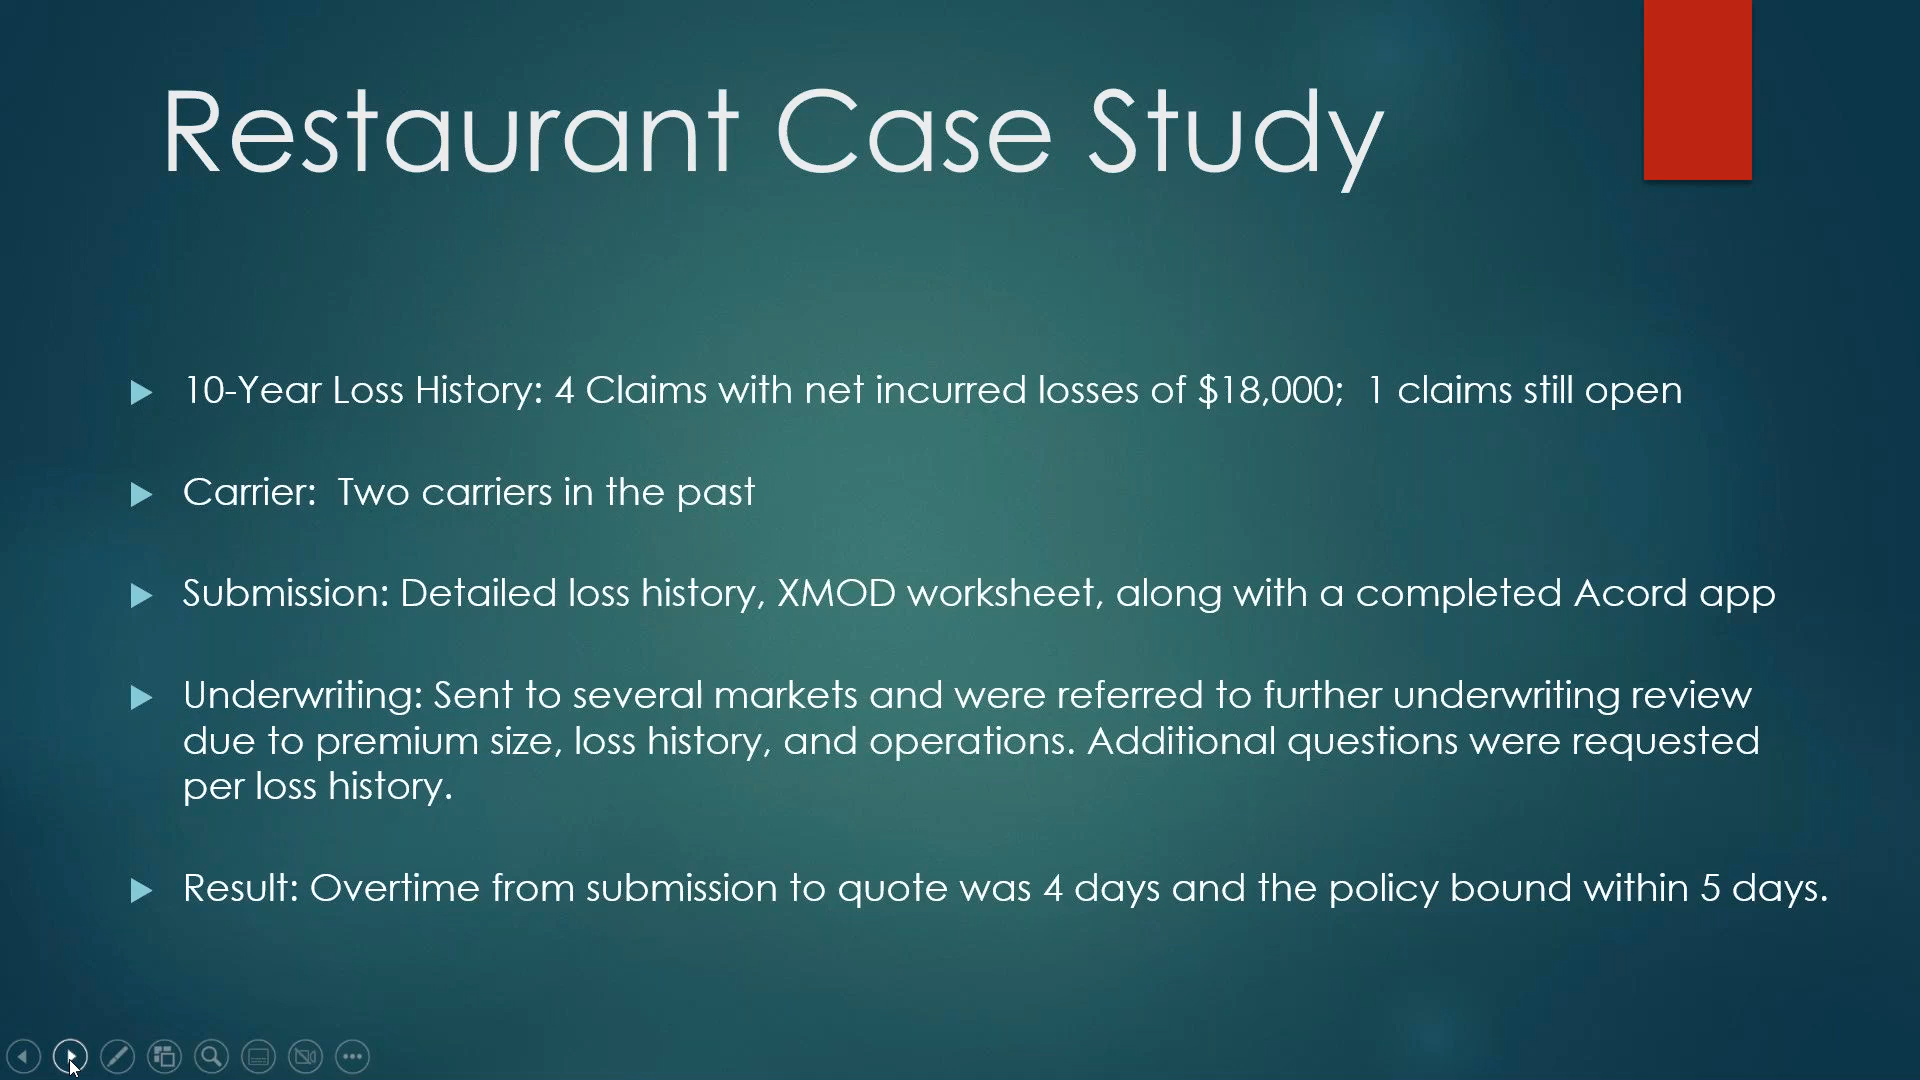 Restaurant Case Study
10-Year Loss History: 4 Claims with net incurred losses of $18,000;  1 claims still open
Carrier:  Two carriers in the past
Submission: Detailed loss history, XMOD worksheet, along with a completed Acord app
Underwriting: Sent to several markets and were referred to further underwriting review
due to premium size, loss history, and operations. Additional questions were requested
per loss history.
Result: Overtime from submission to quote was 4 days and the policy bound within 5 days.